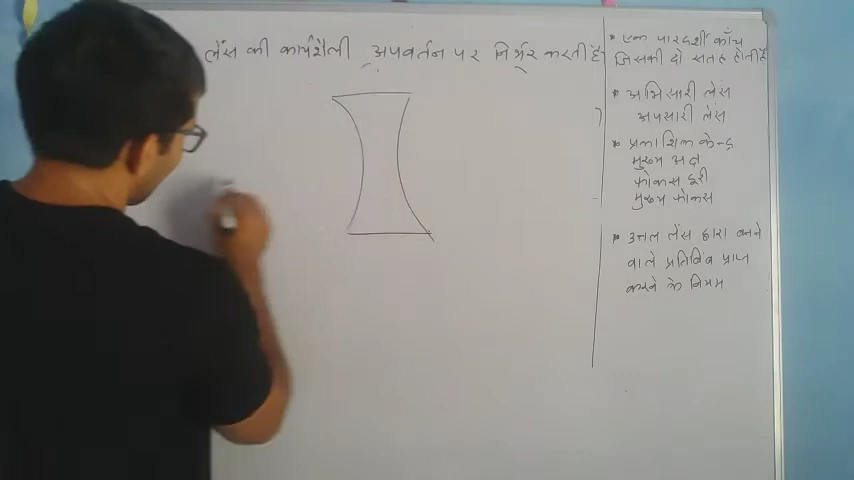 लेंस की कार्यशैली अपवर्तन पर निर्भर करती है
* एक पारदर्शी काँच
जिसकी दो सतह होती है
* अभिसारी लेंस
अपसारी लेंस
* प्रकाशिक केन्द्र
मुख्य अक्ष
फोकस दूरी
मुख्य फोकस
* उत्तल लेंस द्वारा बनने
वाले प्रतिबिंब प्राप्त
करने के नियम